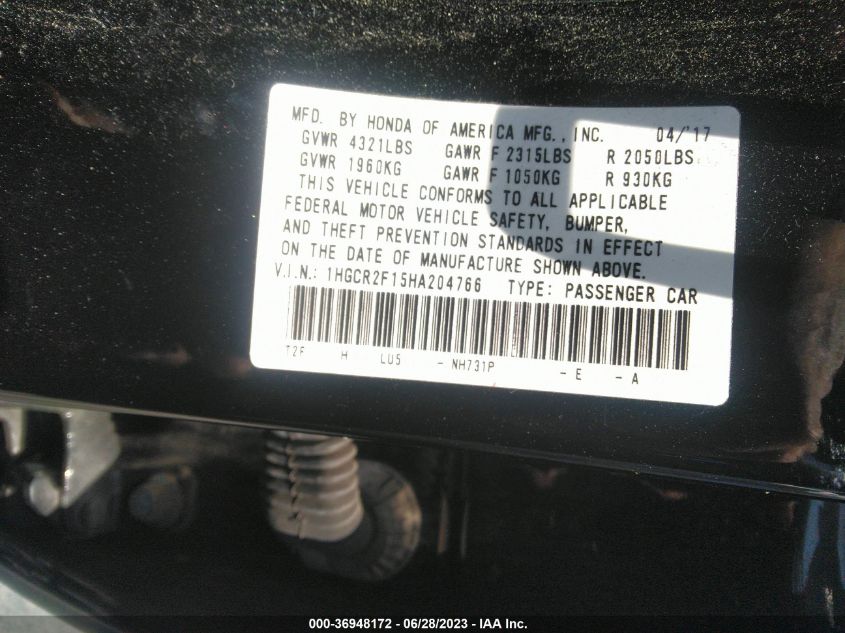 MFD. BY HONDA OF AMERICA MFG., INC. 04/'17
GVWR 4321LBS GAWR F 2315LBS R 2050LBS
GVWR 1960KG GAWR F 1050KG R 930KG
THIS VEHICLE CONFORMS TO ALL APPLICABLE
FEDERAL MOTOR VEHICLE SAFETY, BUMPER,
AND THEFT PREVENTION STANDARDS IN EFFECT
ON THE DATE OF MANUFACTURE SHOWN ABOVE.
V.I.N.: 1HGCR2F15HA204766 TYPE: PASSENGER CAR
T2F H LU5 - NH731P - E - A
000-36948172 - 06/28/2023 - IAA Inc.